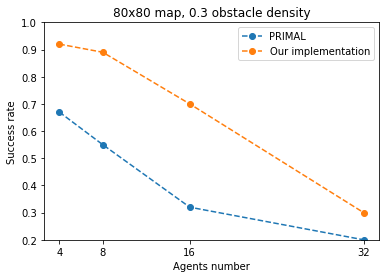 80x80 map, 0.3 obstacle density
PRIMAL
Our implementation
Success rate
1.0
0.9
0.8
0.7
0.6
0.5
0.4
0.3
0.2
4
8
16
32
Agents number